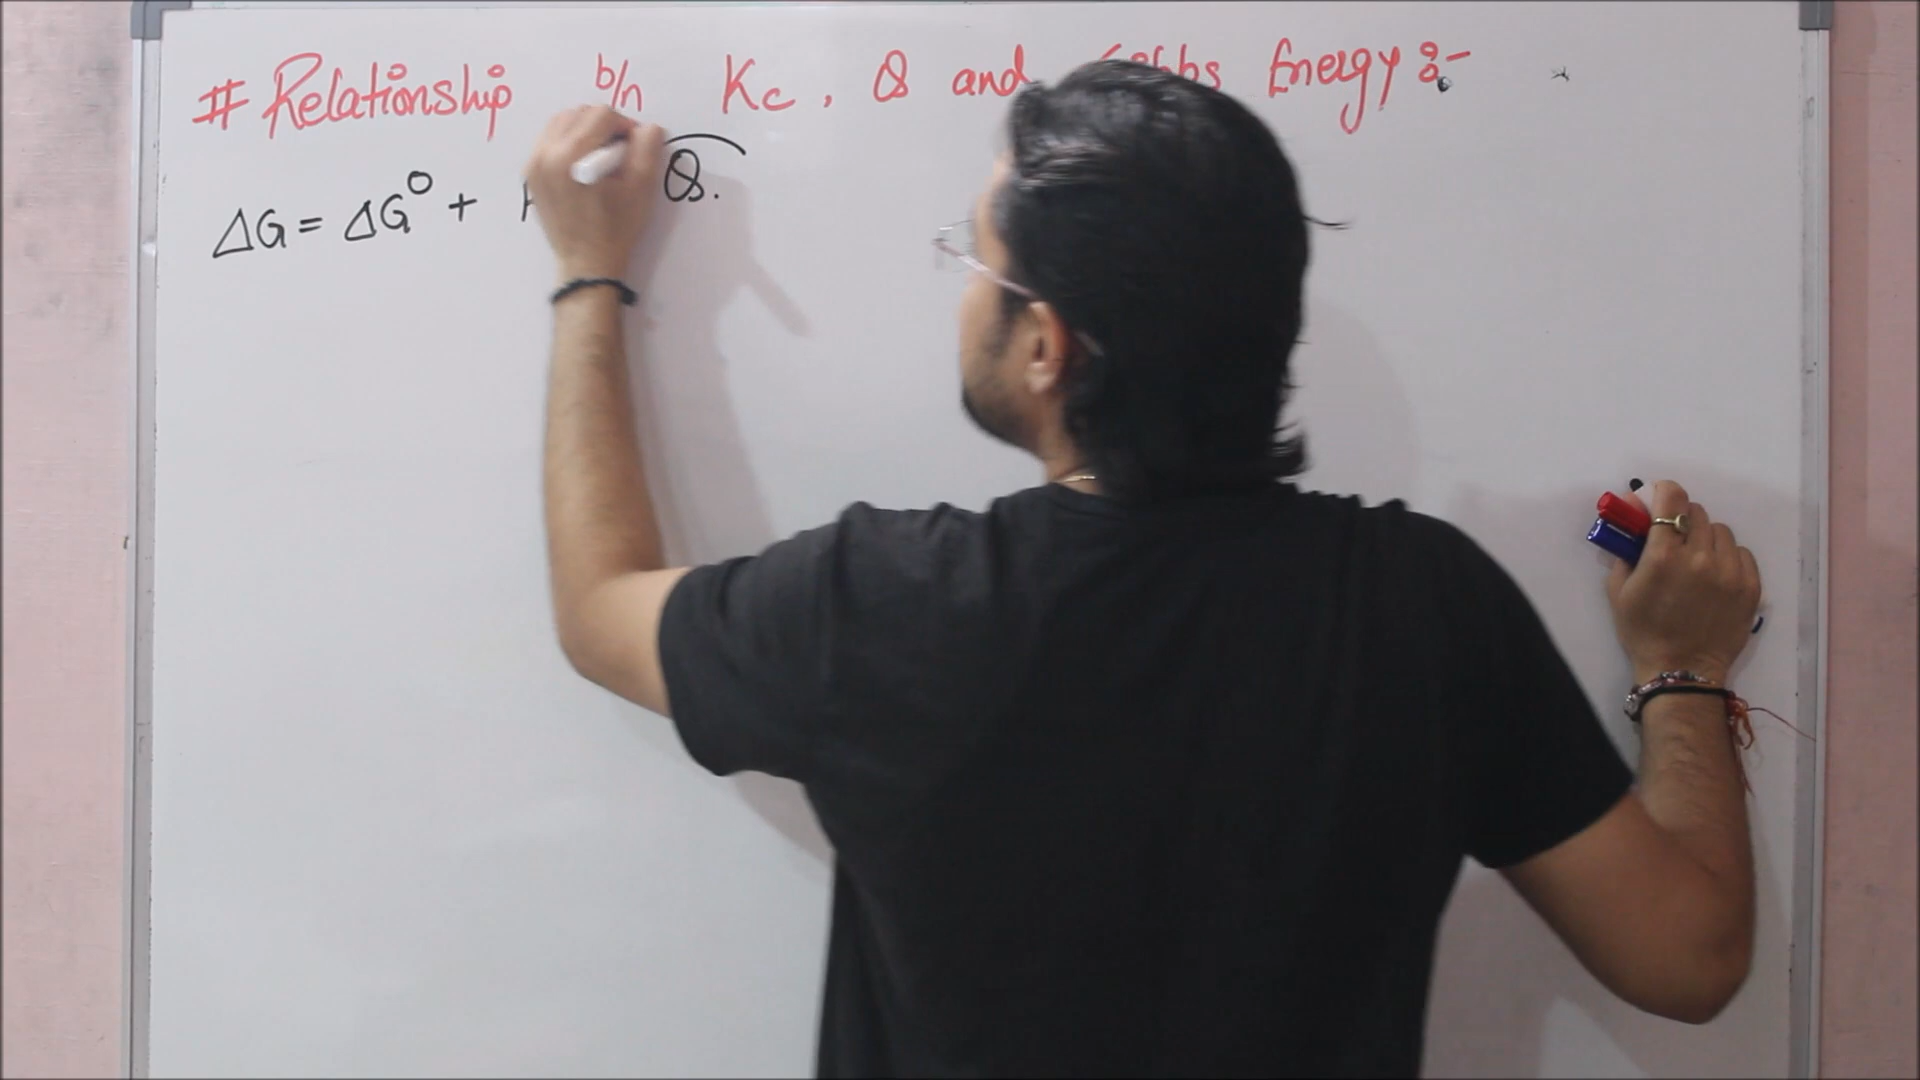 # Relationship b/n Kc, Q and Gibbs Energy :-
ΔG = ΔG° + Q.